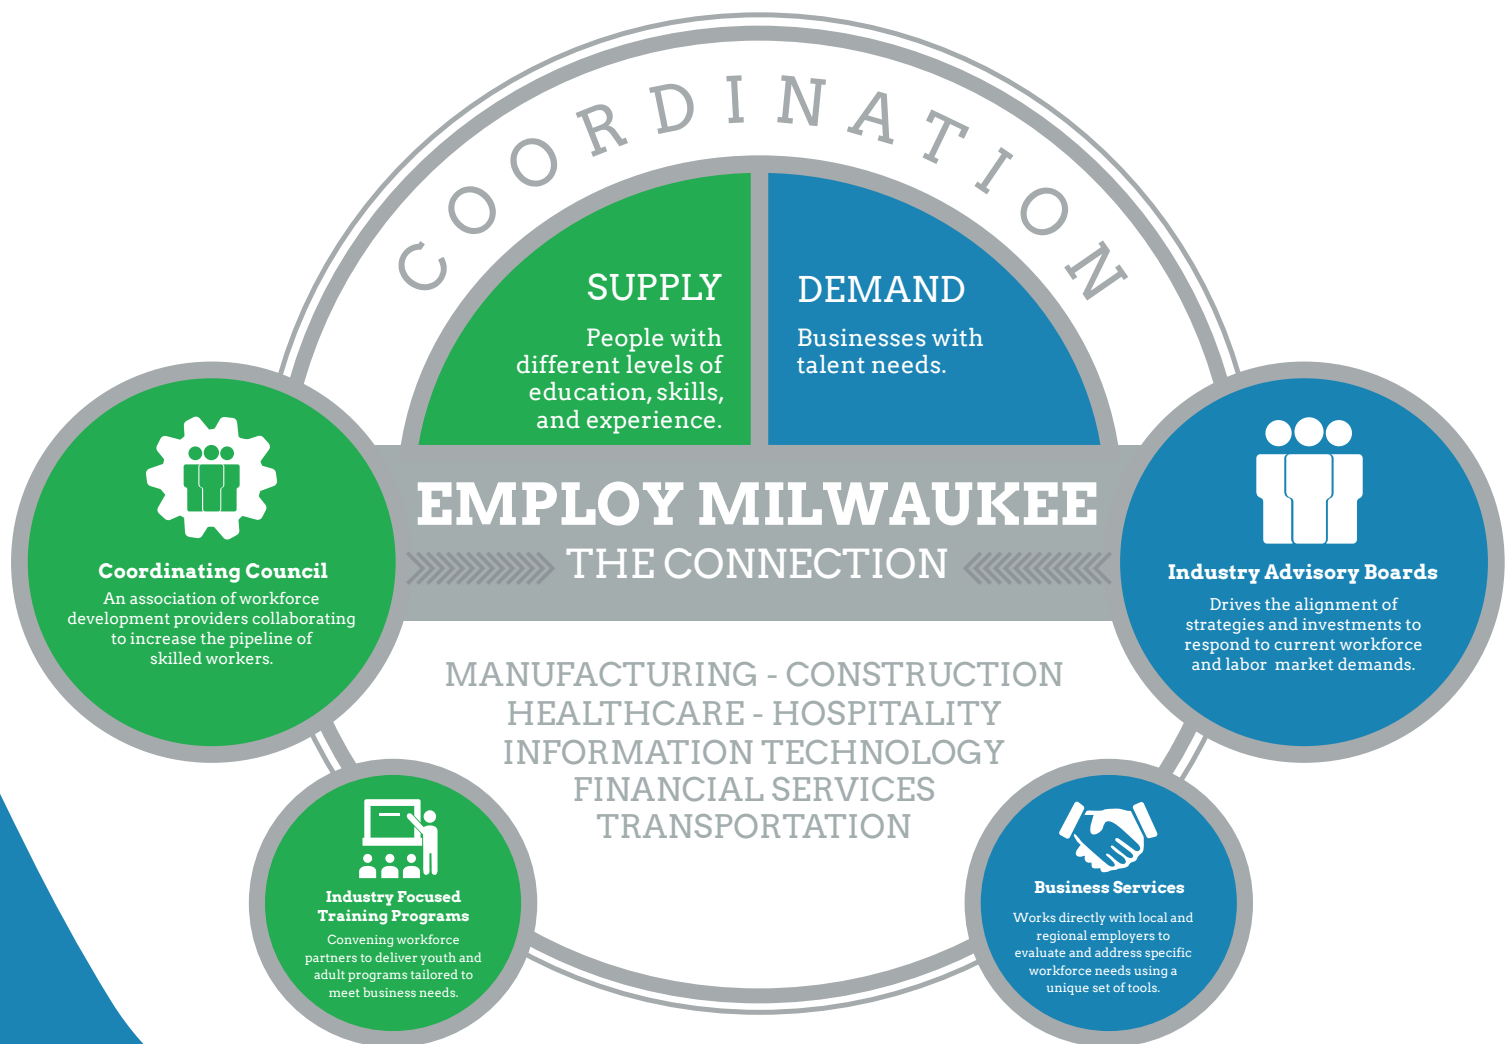 COORDINATION
SUPPLY
People with
different levels of
education, skills,
and experience.
DEMAND
Businesses with
talent needs.
EMPLOY MILWAUKEE
THE CONNECTION
Coordinating Council
An association of workforce
development providers collaborating
to increase the pipeline of
skilled workers.
Industry Advisory Boards
Drives the alignment of
strategies and investments to
respond to current workforce
and labor market demands.
MANUFACTURING - CONSTRUCTION
HEALTHCARE - HOSPITALITY
INFORMATION TECHNOLOGY
FINANCIAL SERVICES
TRANSPORTATION
Industry Focused
Training Programs
Convening workforce
partners to deliver youth and
adult programs tailored to
meet business needs.
Business Services
Works directly with local and
regional employers to
evaluate and address specific
workforce needs using a
unique set of tools.